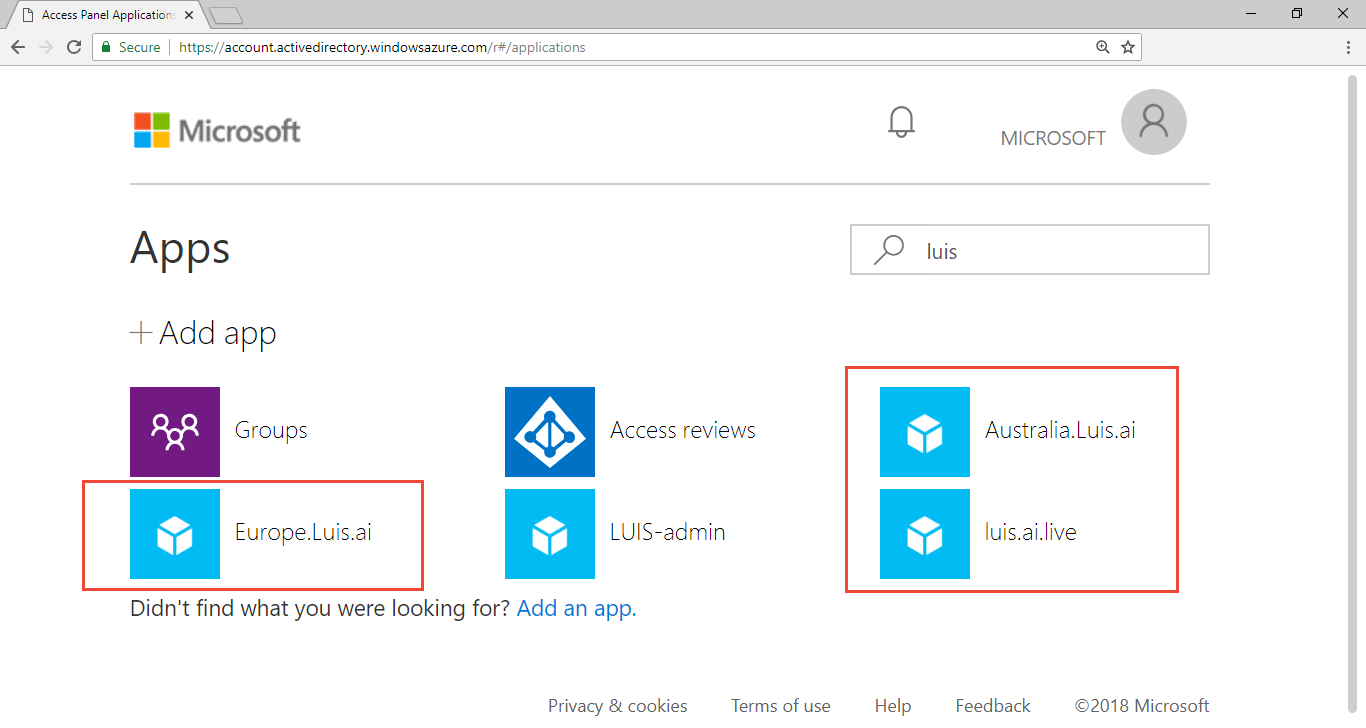 Access Panel Applications
Secure https://account.activedirectory.windowsazure.com/r#/applications
Microsoft
MICROSOFT
Apps
luis
Add app
Groups
Access reviews
Australia.Luis.ai
Europe.Luis.ai
LUIS-admin
luis.ai.live
Didn't find what you were looking for? Add an app.
Privacy & cookies Terms of use Help Feedback ©2018 Microsoft